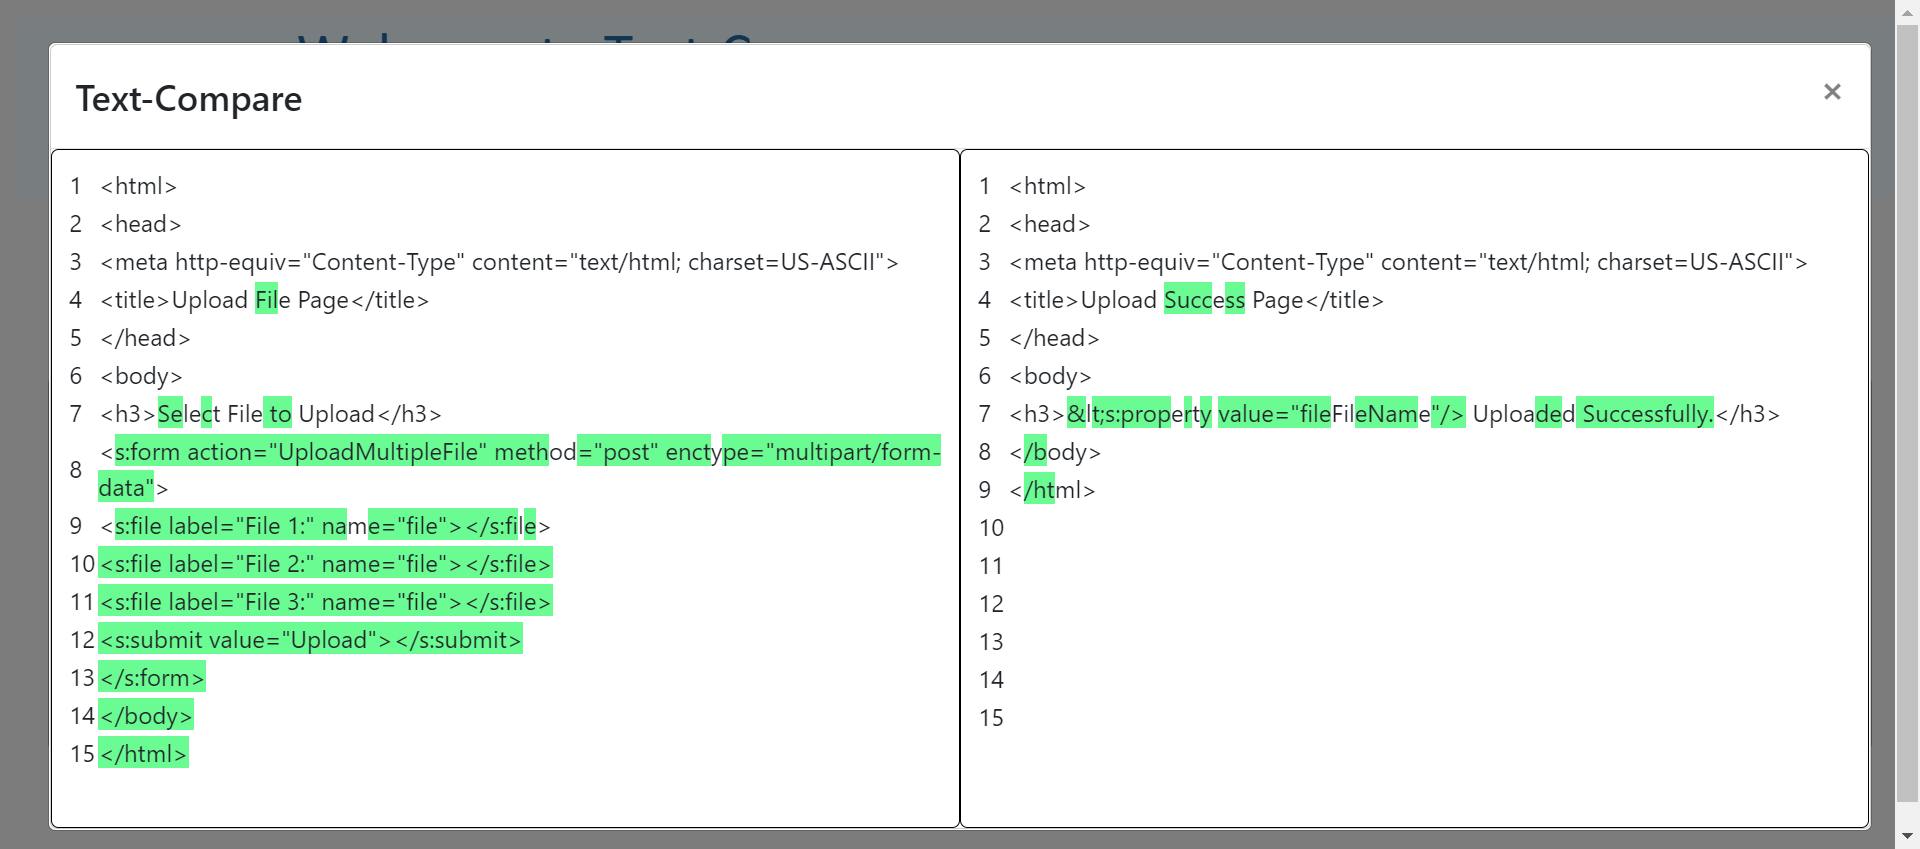 Welcome to Text-Compare
Text-Compare ×
1 <html>
2 <head>
3 <meta http-equiv="Content-Type" content="text/html; charset=US-ASCII">
4 <title>Upload File Page</title>
5 </head>
6 <body>
7 <h3>Select File to Upload</h3>
8 <s:form action="UploadMultipleFile" method="post" enctype="multipart/form-
data">
9 <s:file label="File 1:" name="file"></s:file>
10 <s:file label="File 2:" name="file"></s:file>
11 <s:file label="File 3:" name="file"></s:file>
12 <s:submit value="Upload"></s:submit>
13 </s:form>
14 </body>
15 </html>
1 <html>
2 <head>
3 <meta http-equiv="Content-Type" content="text/html; charset=US-ASCII">
4 <title>Upload Success Page</title>
5 </head>
6 <body>
7 <h3>&lt;s:property value="fileFileName"/> Uploaded Successfully.</h3>
8 </body>
9 </html>
10
11
12
13
14
15